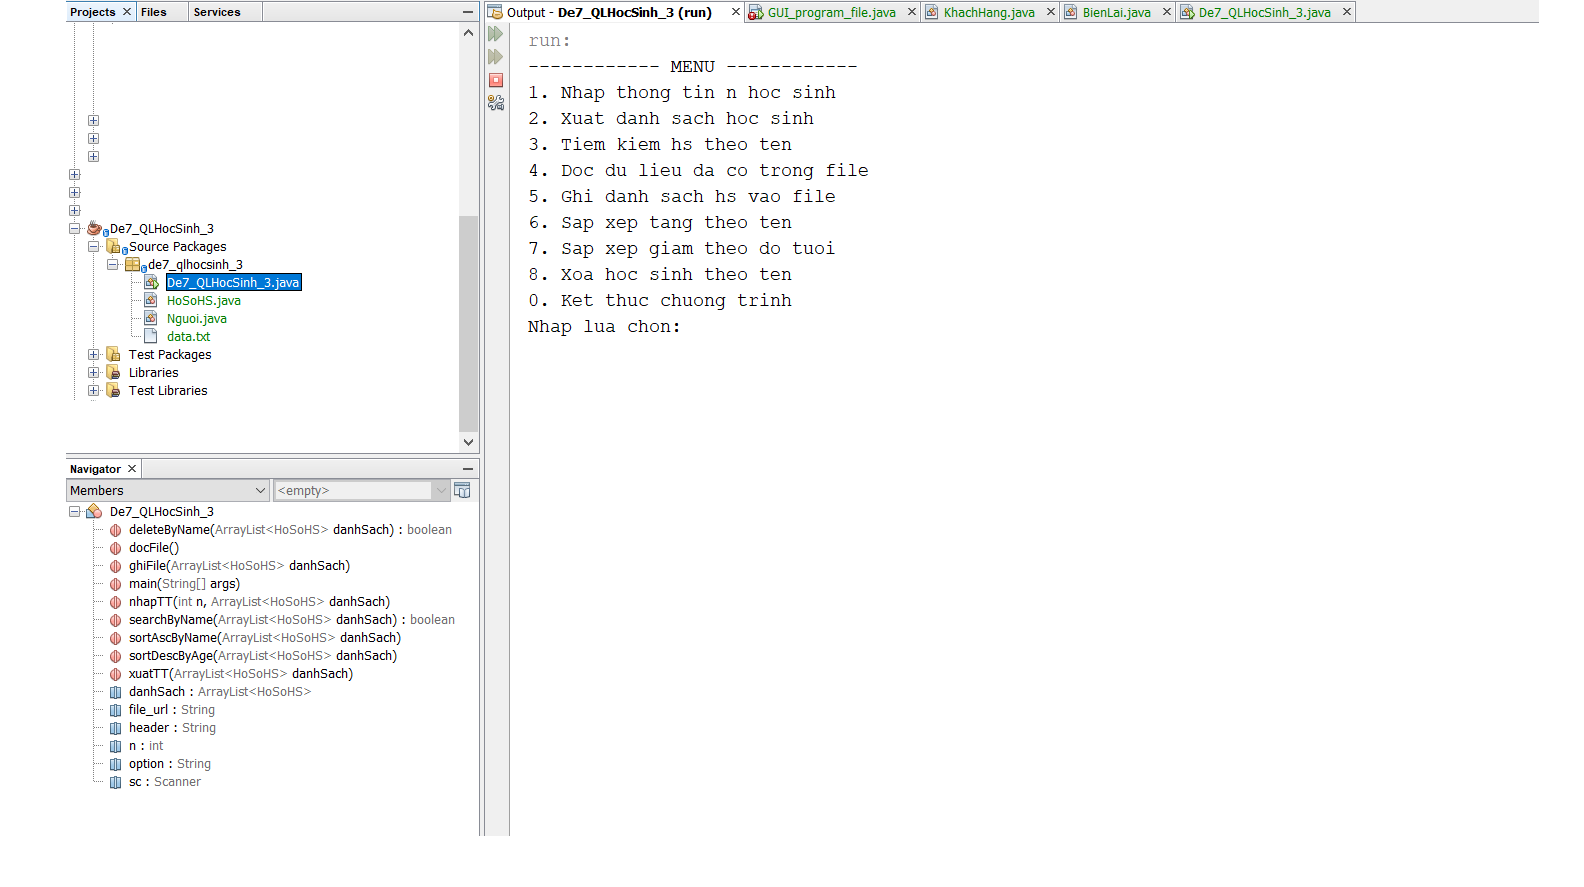 Projects
Files
Services
De7_QLHocSinh_3
Source Packages
de7_qlhocsinh_3
De7_QLHocSinh_3.java
HoSoHS.java
Nguoi.java
data.txt
Test Packages
Libraries
Test Libraries
Navigator
Members
<empty>
De7_QLHocSinh_3
deleteByName(ArrayList<HoSoHS> danhSach) : boolean
docFile()
ghiFile(ArrayList<HoSoHS> danhSach)
main(String[] args)
nhapTT(int n, ArrayList<HoSoHS> danhSach)
searchByName(ArrayList<HoSoHS> danhSach) : boolean
sortAscByName(ArrayList<HoSoHS> danhSach)
sortDescByAge(ArrayList<HoSoHS> danhSach)
xuatTT(ArrayList<HoSoHS> danhSach)
danhSach : ArrayList<HoSoHS>
file_url : String
header : String
n : int
option : String
sc : Scanner
Output - De7_QLHocSinh_3 (run)
GUI_program_file.java
KhachHang.java
BienLai.java
De7_QLHocSinh_3.java
run:
------------ MENU ------------
1. Nhap thong tin n hoc sinh
2. Xuat danh sach hoc sinh
3. Tiem kiem hs theo ten
4. Doc du lieu da co trong file
5. Ghi danh sach hs vao file
6. Sap xep tang theo ten
7. Sap xep giam theo do tuoi
8. Xoa hoc sinh theo ten
0. Ket thuc chuong trinh
Nhap lua chon: